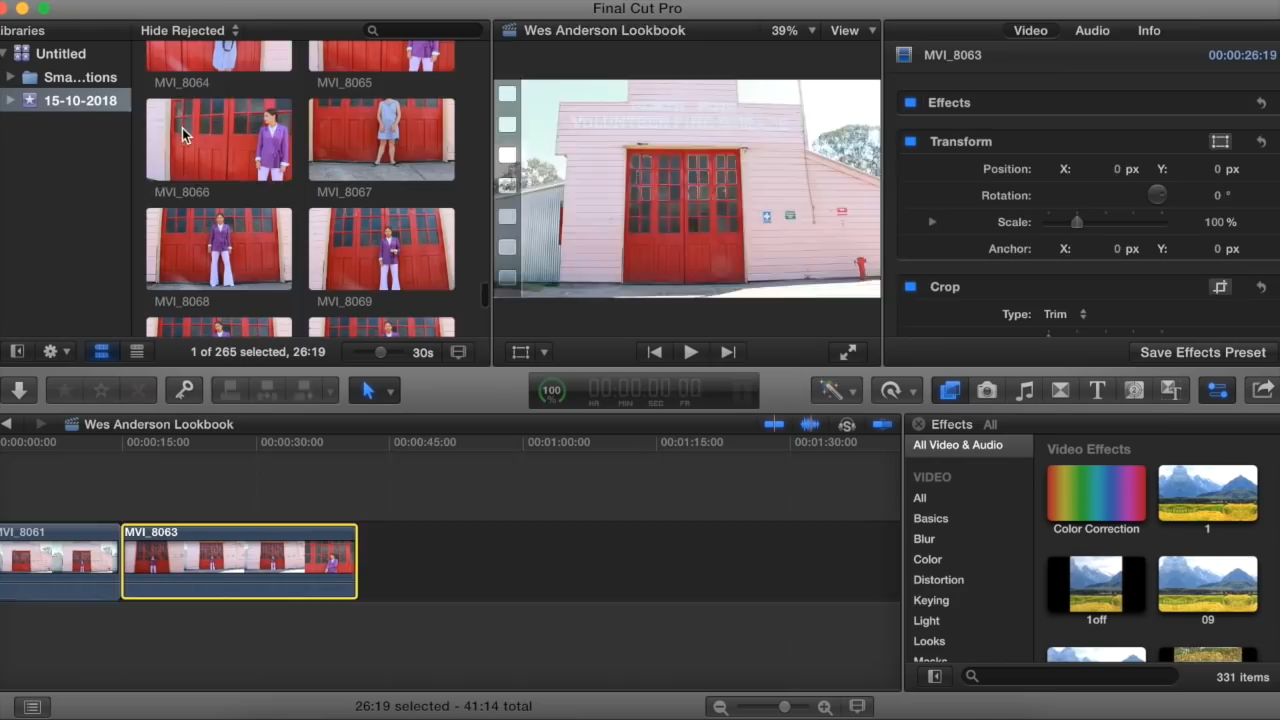 Final Cut Pro
ibraries
Hide Rejected
Wes Anderson Lookbook
39%
View
Video
Audio
Info
Untitled
Sma...tions
15-10-2018
MVI_8064
MVI_8065
MVI_8066
MVI_8067
MVI_8068
MVI_8069
MVI_8063
00:00:26:19
Effects
Transform
Position:
X:
0 px
Y:
0 px
Rotation:
0 °
Scale:
100 %
Anchor:
X:
0 px
Y:
0 px
Crop
Type:
Trim
1 of 265 selected, 26:19
30s
Save Effects Preset
100
%
00:00:00:00
HR
MIN
SEC
FR
Wes Anderson Lookbook
0:00:00:00
00:00:15:00
00:00:30:00
00:00:45:00
00:01:00:00
00:01:15:00
00:01:30:00
MVI_8061
MVI_8063
Effects
All
All Video & Audio
VIDEO
All
Basics
Blur
Color
Distortion
Keying
Light
Looks
Masks
Video Effects
Color Correction
1
1off
09
331 items
26:19 selected - 41:14 total